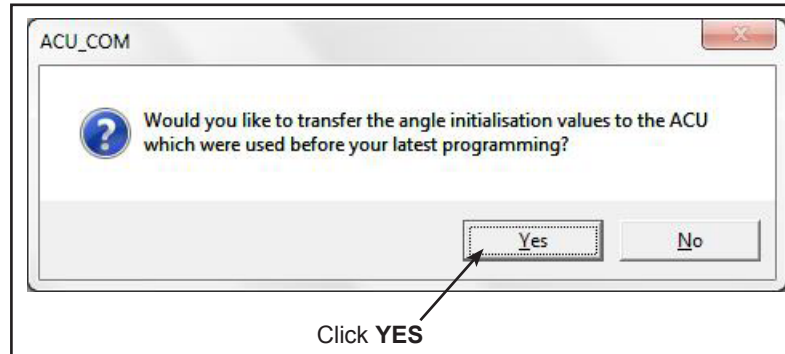 ACU_COM
Would you like to transfer the angle initialisation values to the ACU
which were used before your latest programming?
Yes
No
Click YES